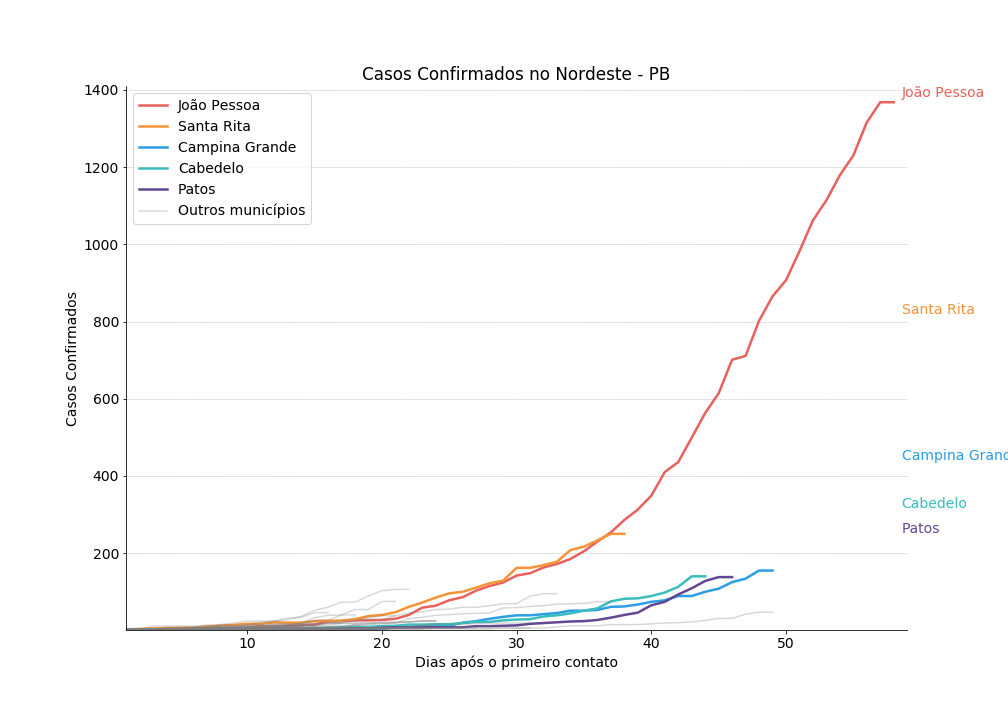 Casos Confirmados no Nordeste - PB
1400
1200
1000
800
600
400
200
Casos Confirmados
João Pessoa
Santa Rita
Campina Grande
Cabedelo
Patos
Outros municípios
João Pessoa
Santa Rita
Campina Grand
Cabedelo
Patos
10
20
30
40
50
Dias após o primeiro contato